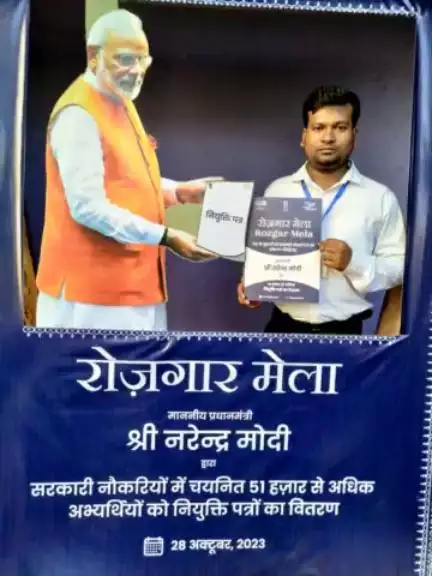 नियुक्ति पत्र
रोज़गार मेला
Rozgar Mela
श्री नरेन्द्र मोदी
रोज़गार मेला
माननीय प्रधानमंत्री
श्री नरेन्द्र मोदी
द्वारा
सरकारी नौकरियों में चयनित 51 हज़ार से अधिक
अभ्यर्थियों को नियुक्ति पत्रों का वितरण
28 अक्टूबर, 2023